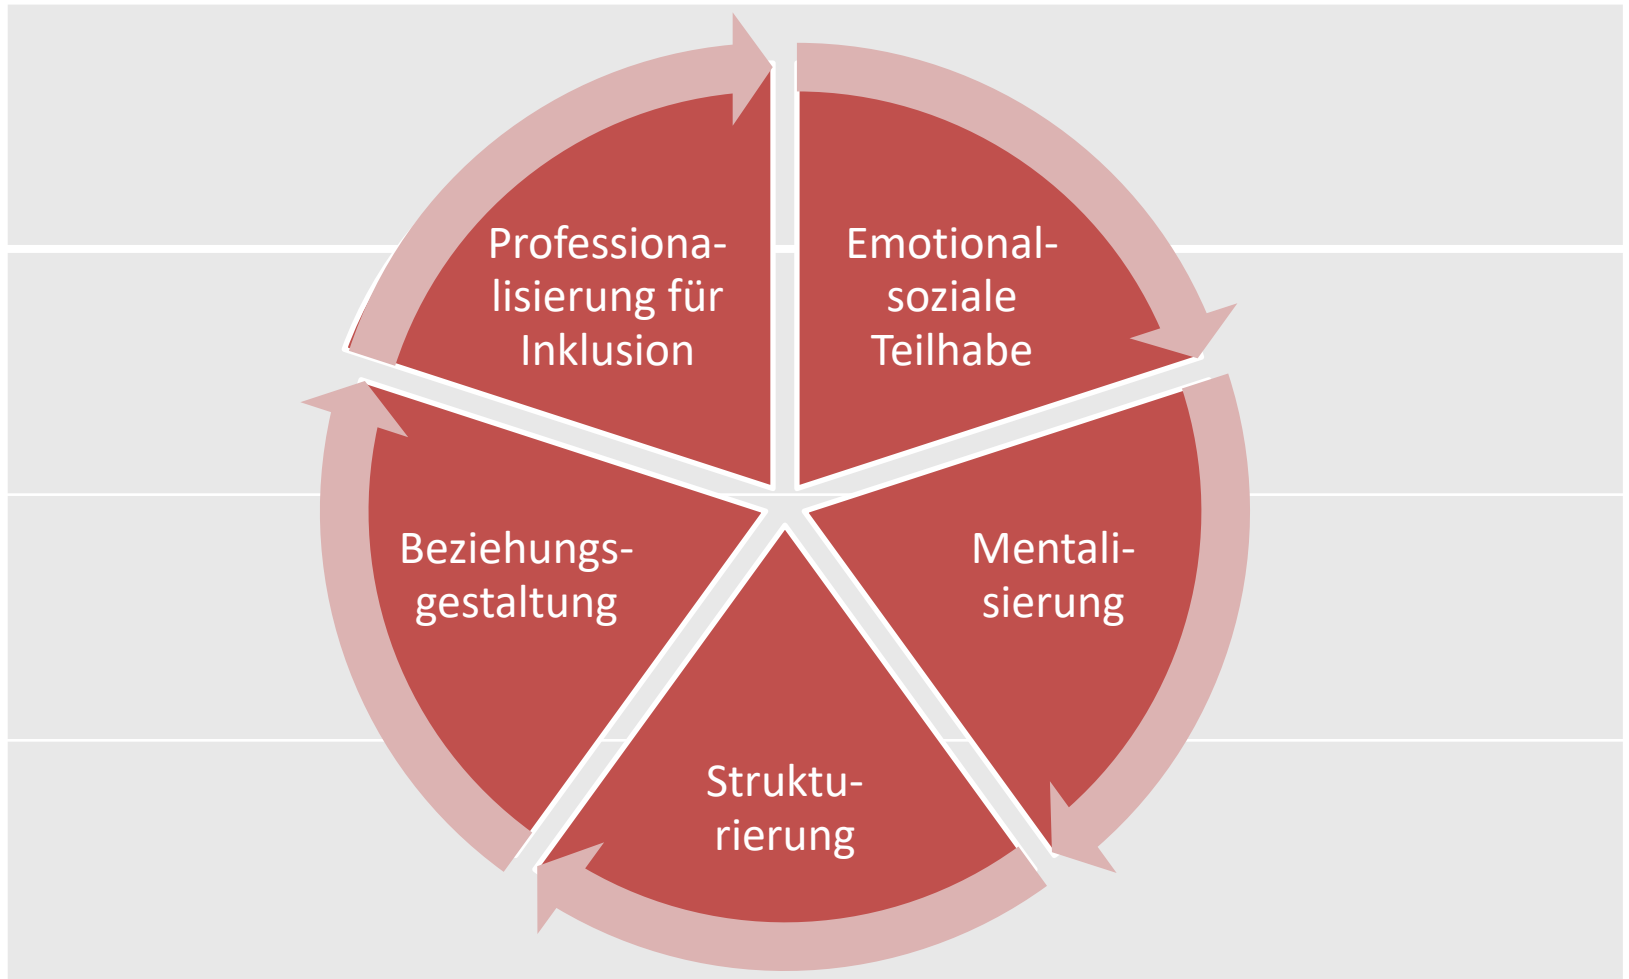 Professiona-
lisierung für
Inklusion
Emotional-
soziale
Teilhabe
Beziehungs-
gestaltung
Mentali-
sierung
Struktu-
rierung